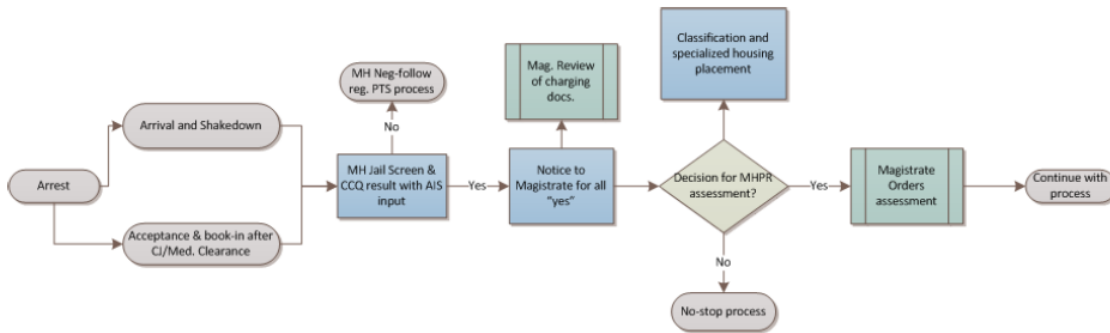 Arrest
Arrival and Shakedown
Acceptance & book-in after
CJ/Med. Clearance
MH Neg-follow
reg. PTS process
No
MH Jail Screen &
CCQ result with AIS
input
Yes
Mag. Review
of charging
docs.
Notice to
Magistrate for all
"yes"
Classification and
specialized housing
placement
Decision for MHPR
assessment?
No
No-stop process
Yes
Magistrate
Orders
assessment
Continue with
process